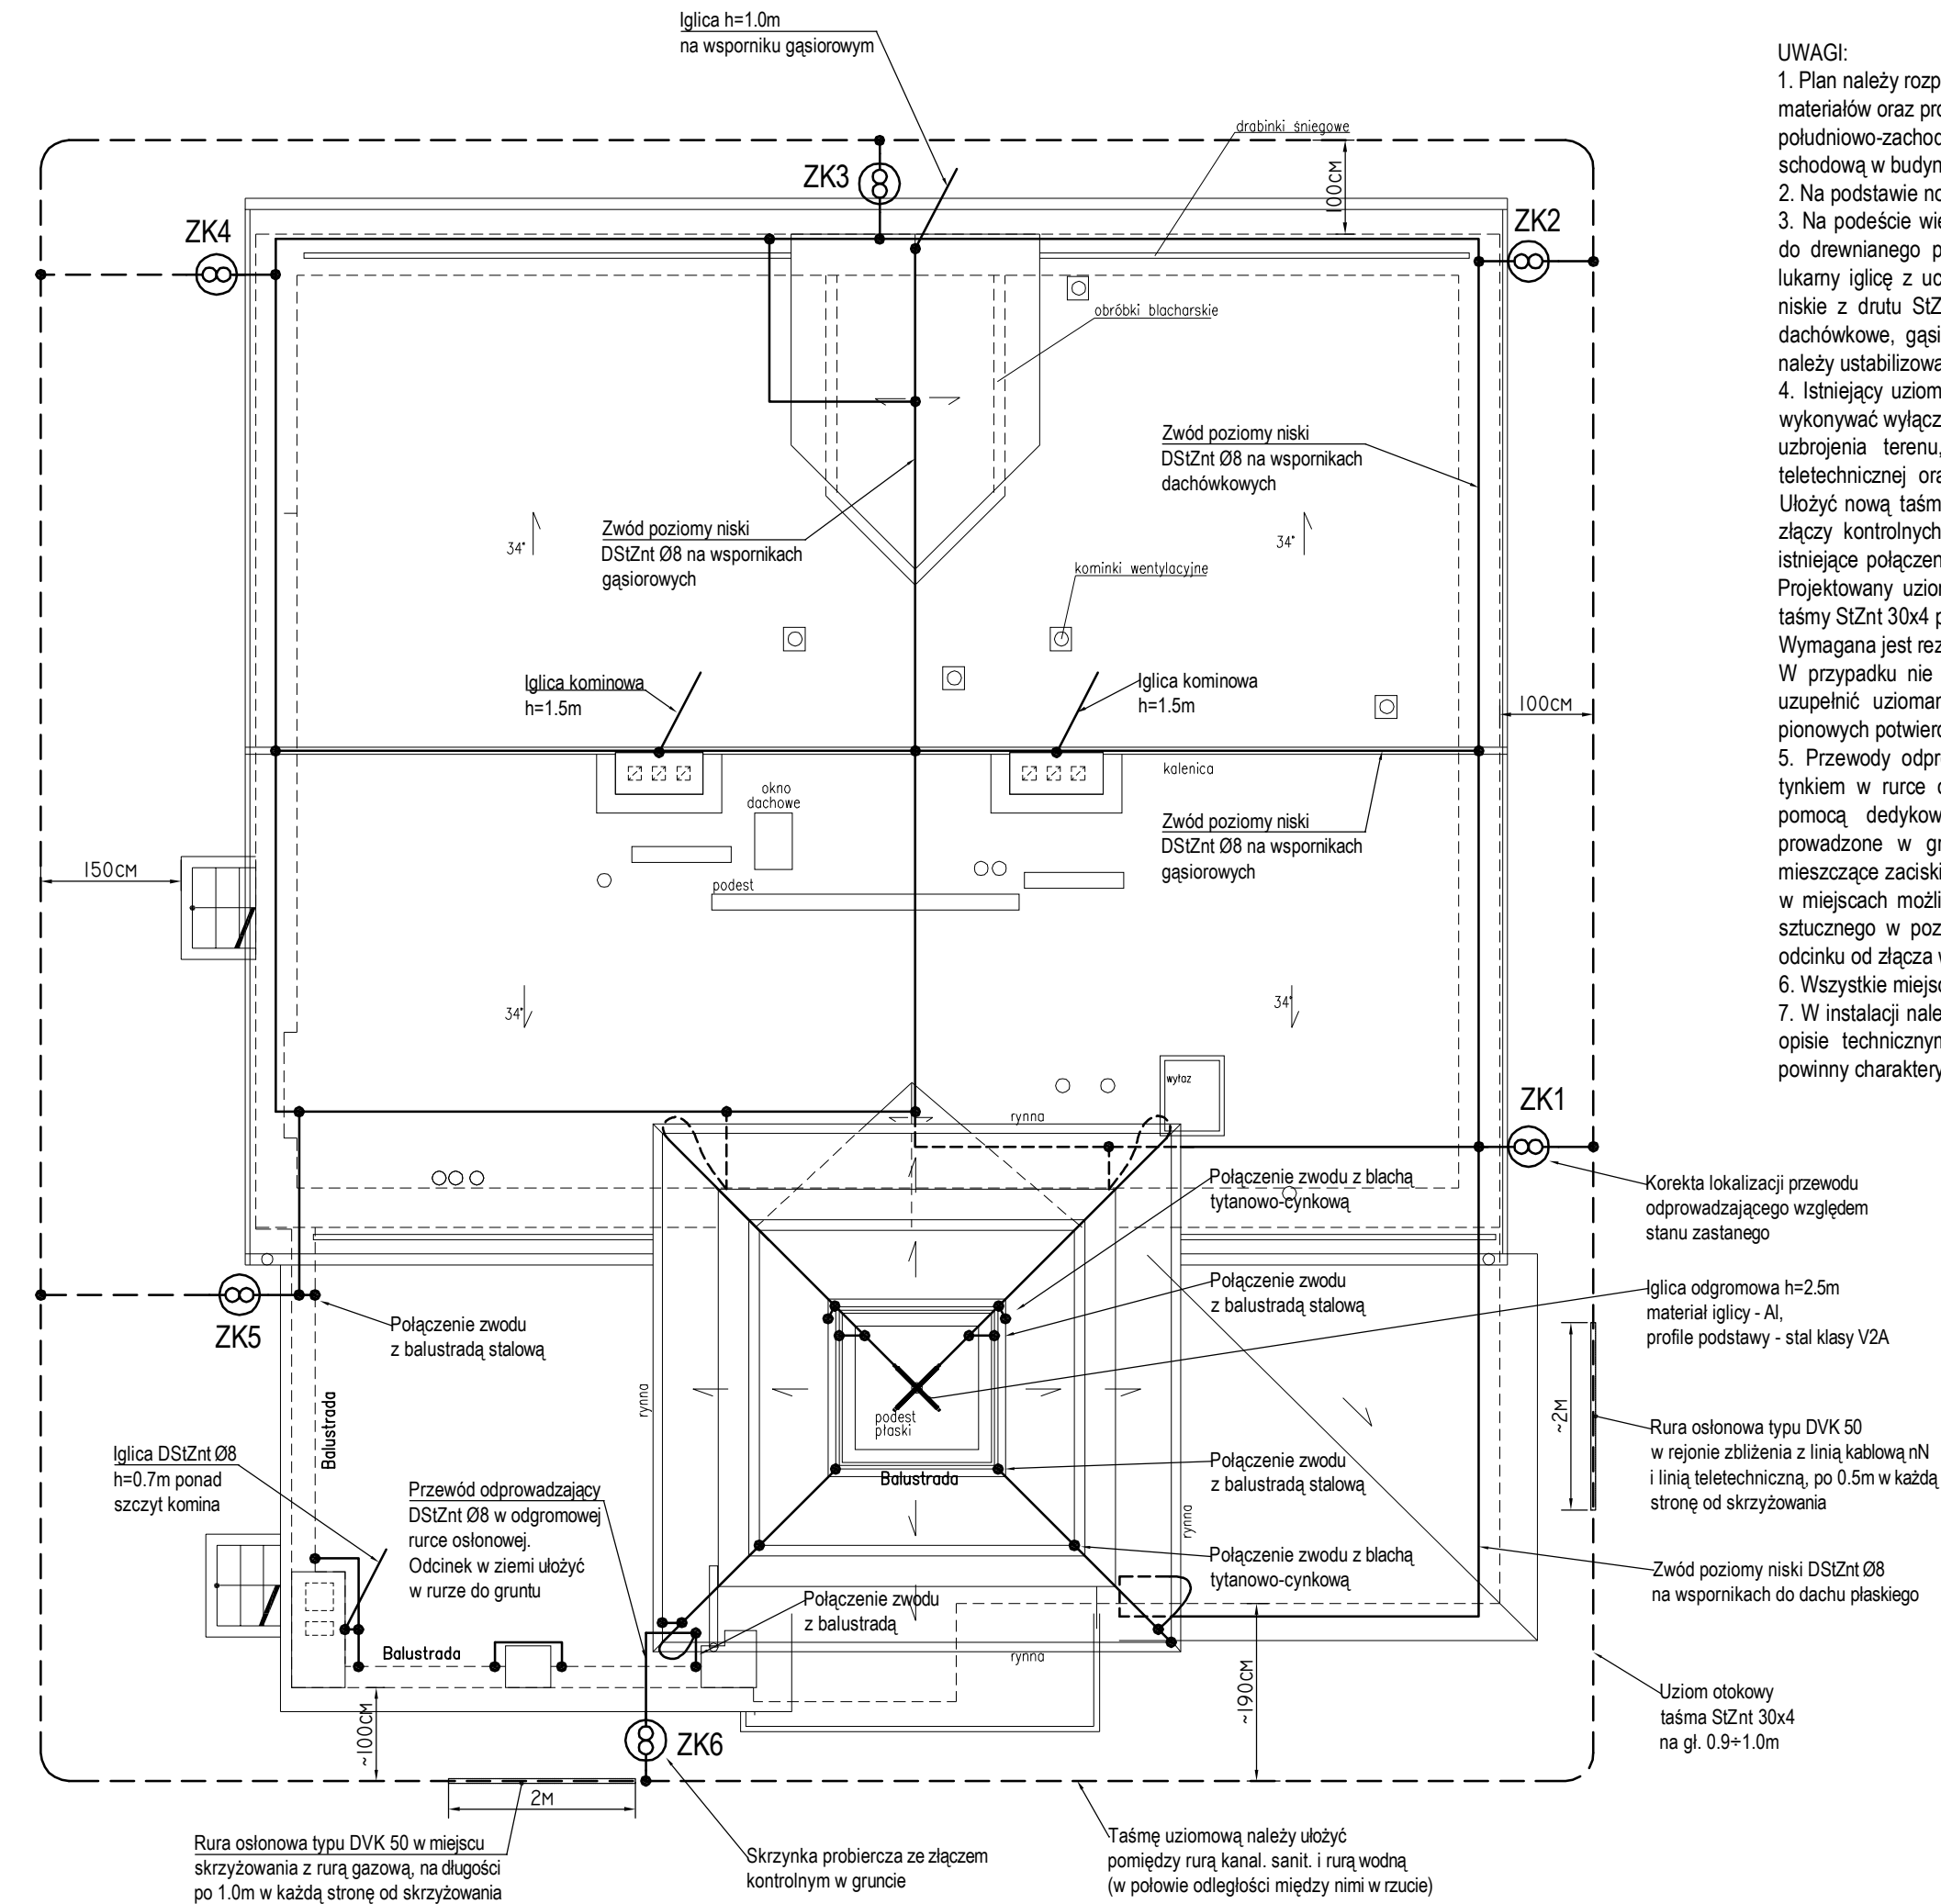 Iglica h=1.0m
na wsporniku gąsiorowym
drabinki śniegowe
100CM
ZK3
ZK4
ZK2
obróbki blacharskie
Zwód poziomy niski
DStZnt Ø8 na wspornikach
dachówkowych
Zwód poziomy niski
DStZnt Ø8 na wspornikach
gąsiorowych
34°
34°
kominki wentylacyjne
Iglica kominowa
h=1.5m
Iglica kominowa
h=1.5m
100CM
kalenica
okno
dachowe
Zwód poziomy niski
DStZnt Ø8 na wspornikach
gąsiorowych
150CM
podest
34°
34°
wyłaz
rynna
ZK1
Połączenie zwodu z blachą
tytanowo-cynkową
Korekta lokalizacji przewodu
odprowadzającego względem
stanu zastanego
Połączenie zwodu
z balustradą stalową
Iglica odgromowa h=2.5m
materiał iglicy - Al,
profile podstawy - stal klasy V2A
ZK5
Połączenie zwodu
z balustradą stalową
rynna
podest
płaski
Balustrada
~2M
Rura osłonowa typu DVK 50
w rejonie zbliżenia z linią kablową nN
i linią teletechniczną, po 0.5m w każdą
stronę od skrzyżowania
Iglica DStZnt Ø8
h=0.7m ponad
szczyt komina
Balustrada
Połączenie zwodu
z balustradą stalową
Przewód odprowadzający
DStZnt Ø8 w odgromowej
rurce osłonowej.
Odcinek w ziemi ułożyć
w rurze do gruntu
rynna
Połączenie zwodu z blachą
tytanowo-cynkową
Zwód poziomy niski DStZnt Ø8
na wspornikach do dachu płaskiego
Połączenie zwodu
z balustradą
Balustrada
rynna
~100CM
~190CM
ZK6
Uziom otokowy
taśma StZnt 30x4
na gł. 0.9÷1.0m
2M
Rura osłonowa typu DVK 50 w miejscu
skrzyżowania z rurą gazową, na długości
po 1.0m w każdą stronę od skrzyżowania
Skrzynka probiercza ze złączem
kontrolnym w gruncie
Taśmę uziomową należy ułożyć
pomiędzy rurą kanal. sanit. i rurą wodną
(w połowie odległości między nimi w rzucie)
UWAGI:
1. Plan należy rozp
materiałów oraz pro
południowo-zachod
schodową w budyn
2. Na podstawie no
3. Na podeście wie
do drewnianego p
lukarny iglicę z uc
niskie z drutu StZ
dachówkowe, gąsi
należy ustabilizowa
4. Istniejący uziom
wykonywać wyłącz
uzbrojenia terenu,
teletechnicznej ora
Ułożyć nową taśm
złączy kontrolnych
istniejące połączen
Projektowany uzion
taśmy StZnt 30x4 p
Wymagana jest rez
W przypadku nie
uzupełnić uzioman
pionowych potwierd
5. Przewody odpr
tynkiem w rurce o
pomocą dedykow
prowadzone w gr
mieszczące zaciski
w miejscach możli
sztucznego w poz
odcinku od złącza w
6. Wszystkie miejsc
7. W instalacji nale
opisie technicznym
powinny charaktery